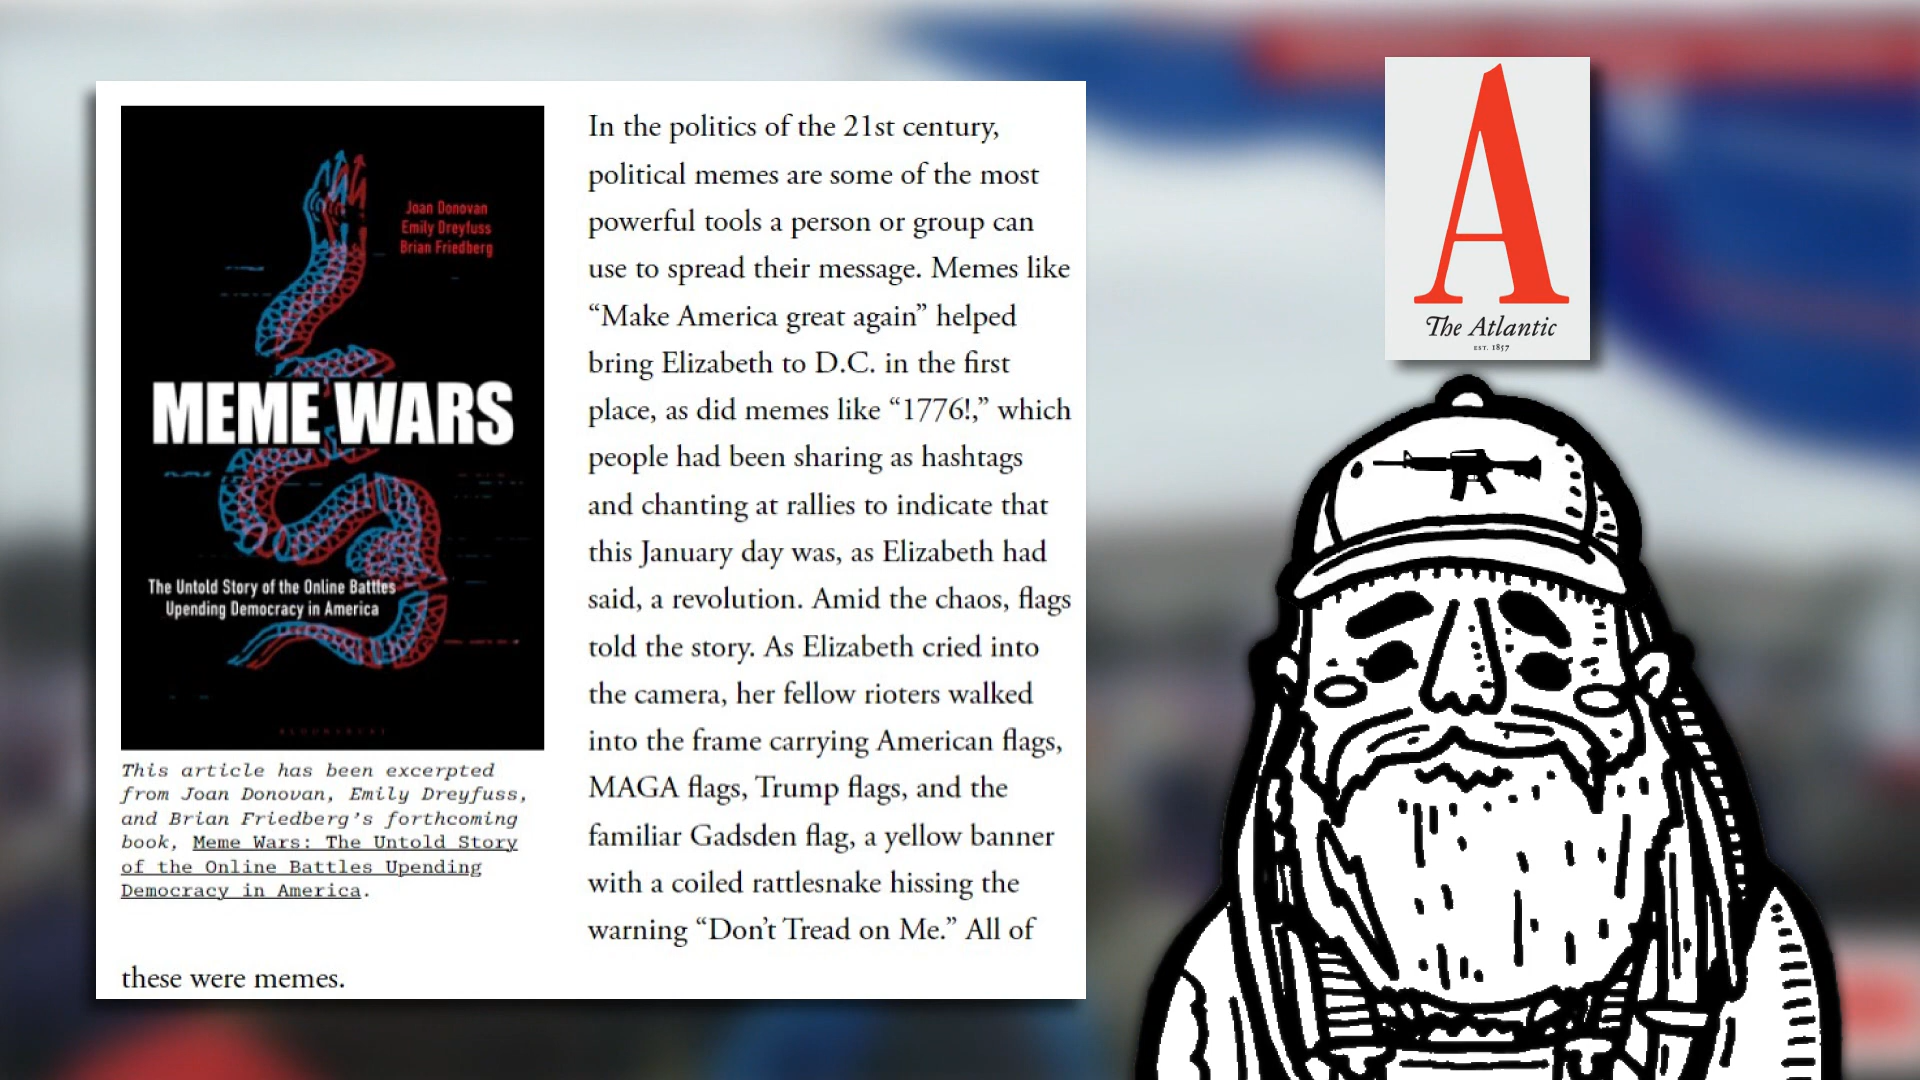 Joan Donovan
Emily Dreyfuss
Brian Friedberg
MEME WARS
The Untold Story of the Online Battles
Upending Democracy in America
BLOOMSBURY
This article has been excerpted
from Joan Donovan, Emily Dreyfuss,
and Brian Friedberg's forthcoming
book, Meme Wars: The Untold Story
of the Online Battles Upending
Democracy in America.
In the politics of the 21st century,
political memes are some of the most
powerful tools a person or group can
use to spread their message. Memes like
“Make America great again” helped
bring Elizabeth to D.C. in the first
place, as did memes like “1776!,” which
people had been sharing as hashtags
and chanting at rallies to indicate that
this January day was, as Elizabeth had
said, a revolution. Amid the chaos, flags
told the story. As Elizabeth cried into
the camera, her fellow rioters walked
into the frame carrying American flags,
MAGA flags, Trump flags, and the
familiar Gadsden flag, a yellow banner
with a coiled rattlesnake hissing the
warning “Don’t Tread on Me.” All of
these were memes.
A
The Atlantic
EST. 1857